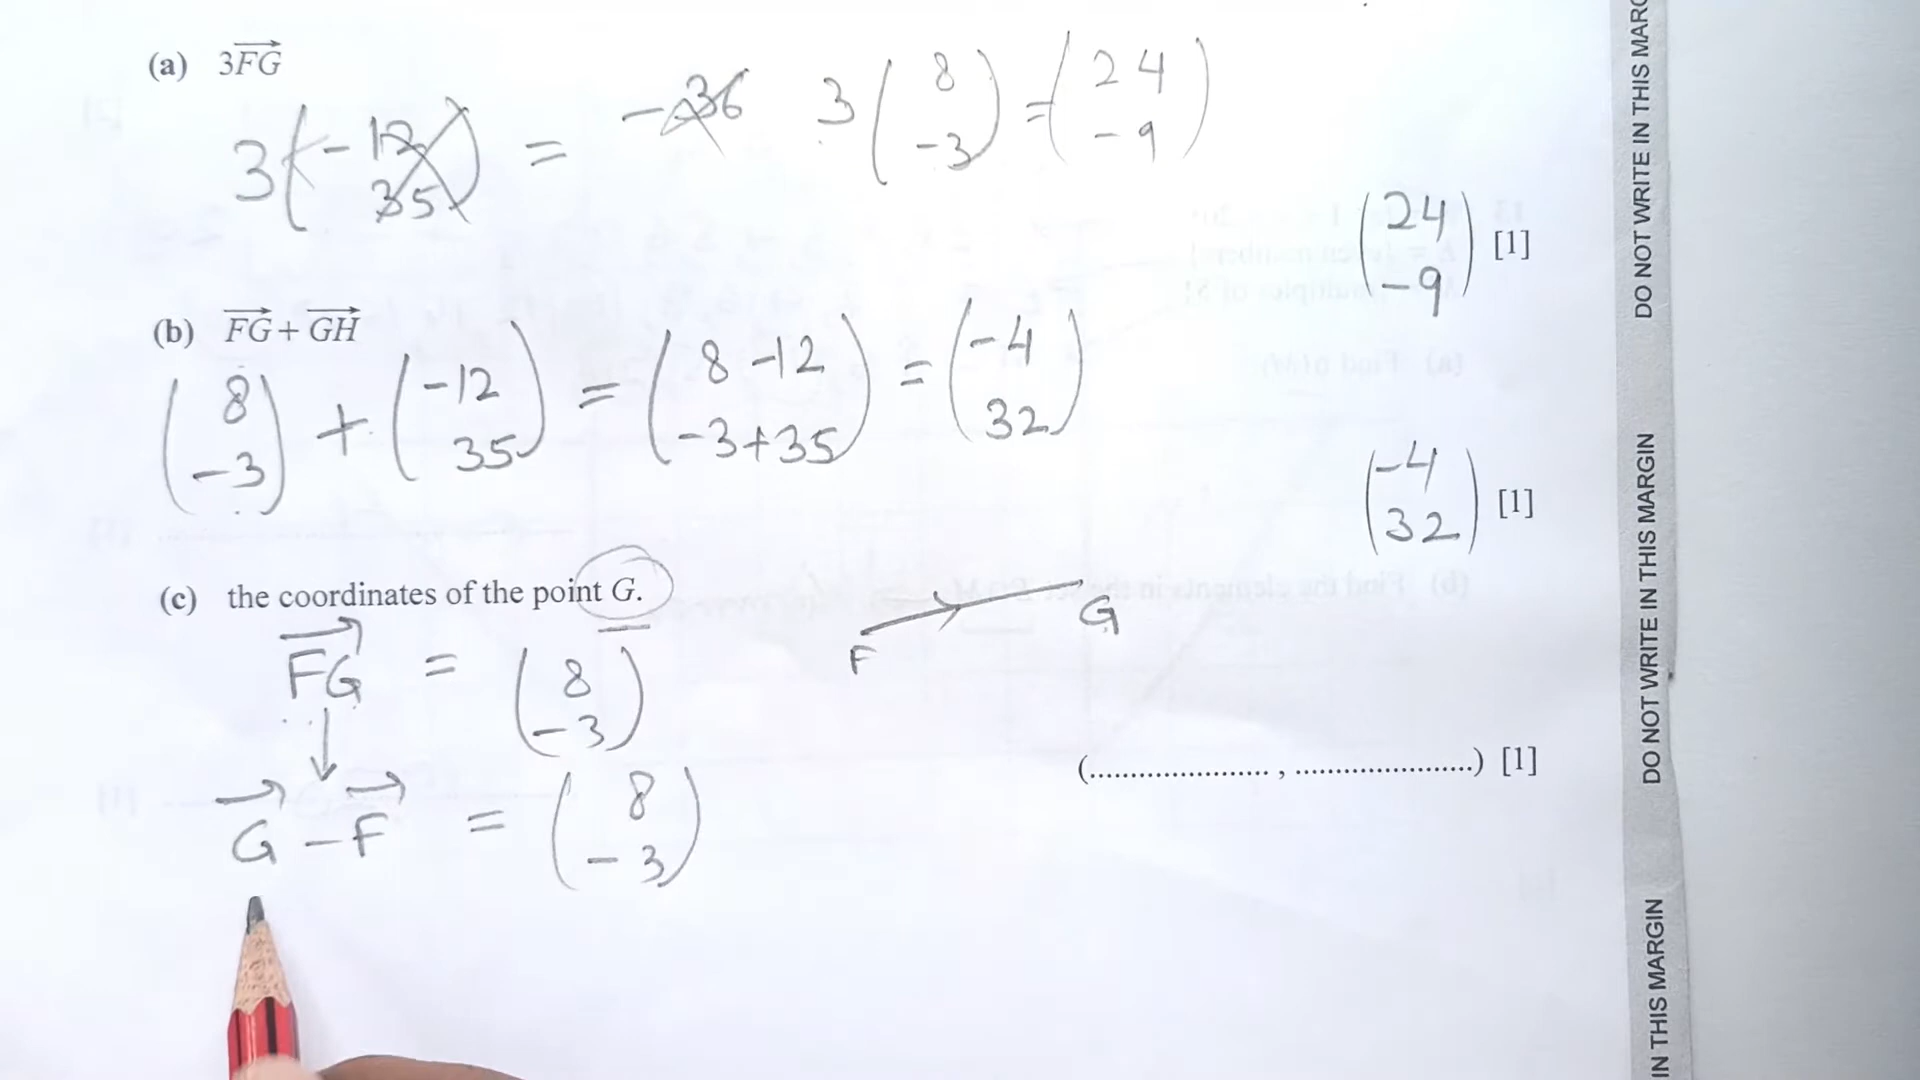 (a) 3FG
3(-12 35) = -36 3(8 -3) = (24 -9)
(24 -9) [1]
(b) FG + GH
(8 -3) + (-12 35) = (8 -12 -3+35) = (-4 32)
(-4 32) [1]
(c) the coordinates of the point G.
F G
FG = (8 -3)
(...................... , ......................) [1]
G - F = (8 -3)
DO NOT WRITE IN THIS MARG
DO NOT WRITE IN THIS MARGIN
IN THIS MARGIN